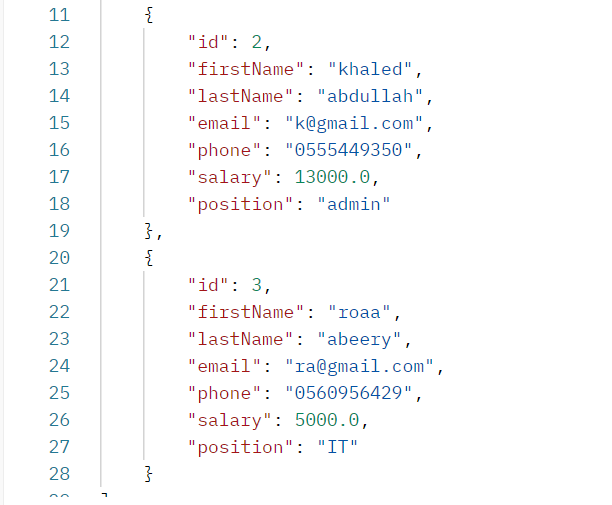 11 {
12 "id": 2,
13 "firstName": "khaled",
14 "lastName": "abdullah",
15 "email": "k@gmail.com",
16 "phone": "0555449350",
17 "salary": 13000.0,
18 "position": "admin"
19 },
20 {
21 "id": 3,
22 "firstName": "roaa",
23 "lastName": "abeery",
24 "email": "ra@gmail.com",
25 "phone": "0560956429",
26 "salary": 5000.0,
27 "position": "IT"
28 }